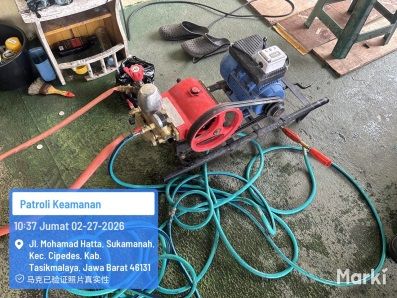 Patroli Keamanan
10:37 Jumat 02-27-2026
Jl. Mohamad Hatta, Sukamanah,
Kec. Cipedes, Kab.
Tasikmalaya, Jawa Barat 46131
马克已验证照片真实性
Marki